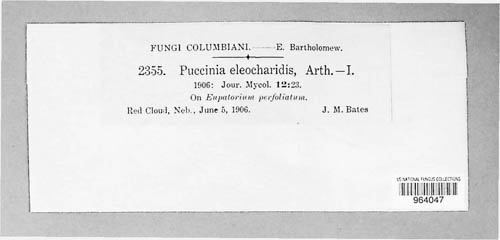 FUNGI COLUMBIANI.——E. Bartholomew.
2355. Puccinia eleocharidis, Arth.—I.
1906: Jour. Mycol. 12:23.
On Eupatorium perfoliatum.
Red Cloud, Neb., June 5, 1906. J. M. Bates
US NATIONAL FUNGUS COLLECTIONS
964047